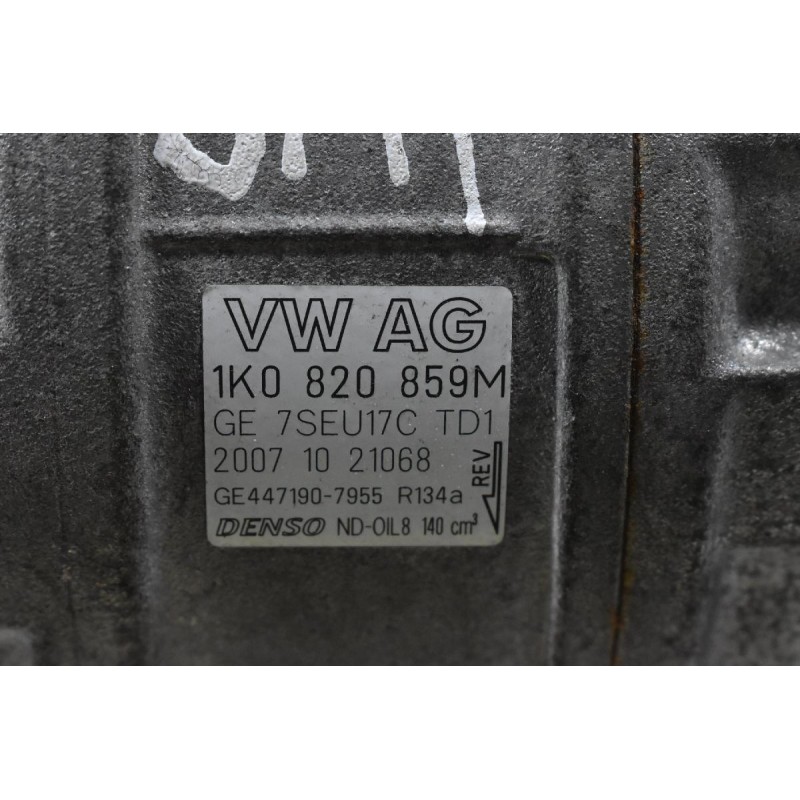 VW AG
1K0 820 859M
GE 7SEU17C TD1
2007 10 21068
REV
GE447190-7955 R134a
DENSO ND-OIL8 140 cm³